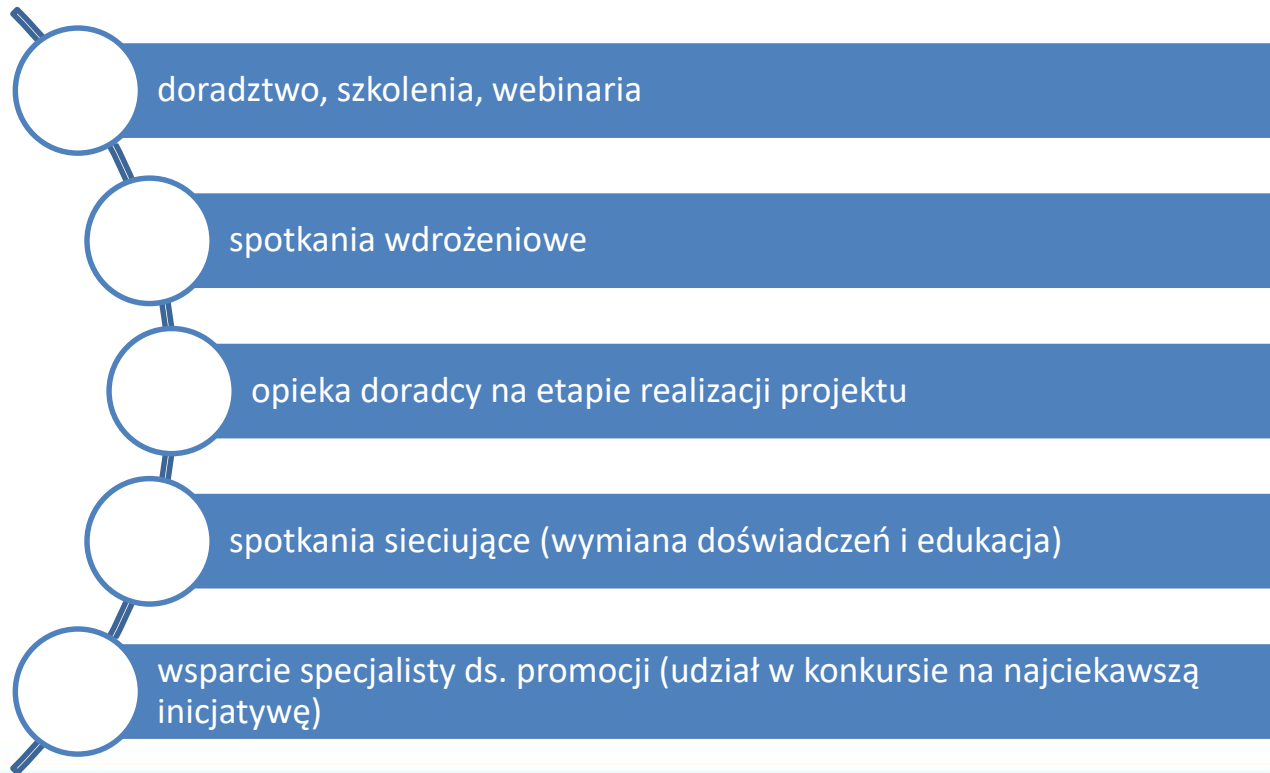 doradztwo, szkolenia, webinaria
spotkania wdrożeniowe
opieka doradcy na etapie realizacji projektu
spotkania sieciujące (wymiana doświadczeń i edukacja)
wsparcie specjalisty ds. promocji (udział w konkursie na najciekawszą
inicjatywę)